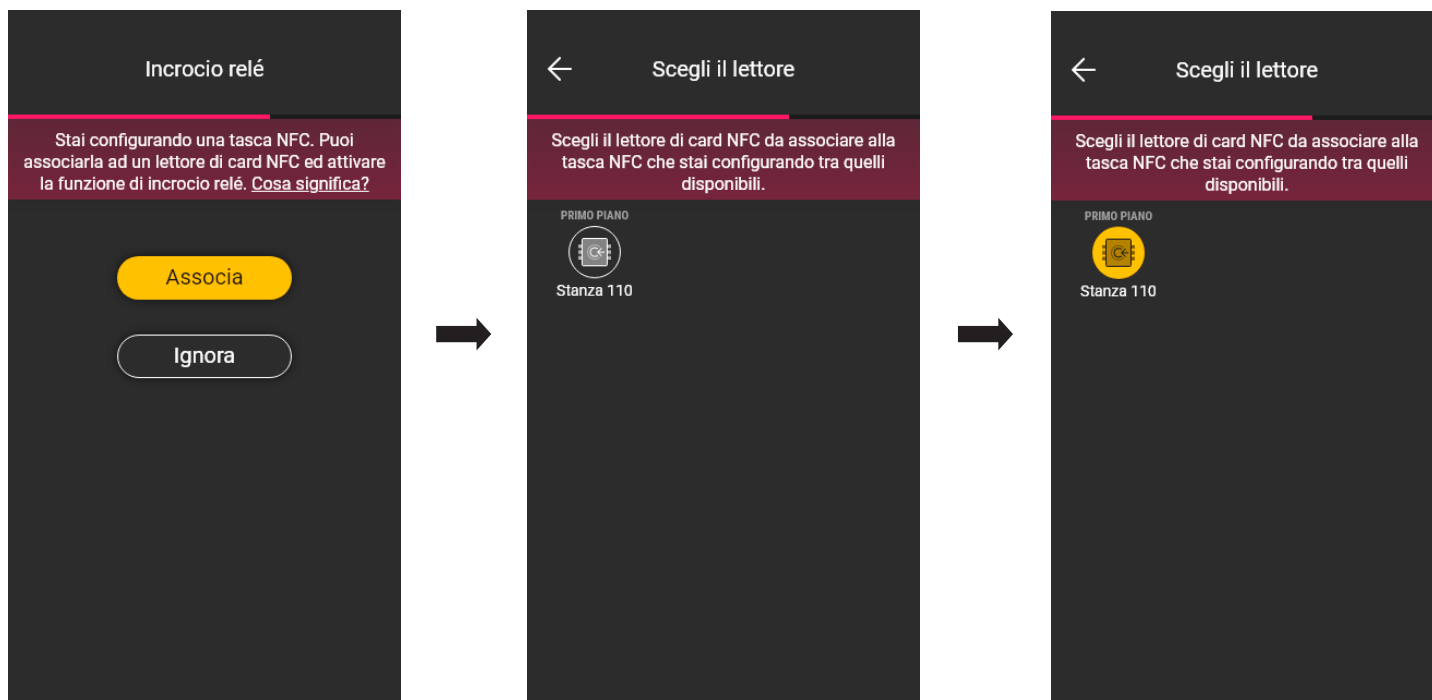 Incrocio relé
Stai configurando una tasca NFC. Puoi
associarla ad un lettore di card NFC ed attivare
la funzione di incrocio relé. Cosa significa?
Associa
Ignora
Scegli il lettore
Scegli il lettore di card NFC da associare alla
tasca NFC che stai configurando tra quelli
disponibili.
PRIMO PIANO
Stanza 110
Scegli il lettore
Scegli il lettore di card NFC da associare alla
tasca NFC che stai configurando tra quelli
disponibili.
PRIMO PIANO
Stanza 110